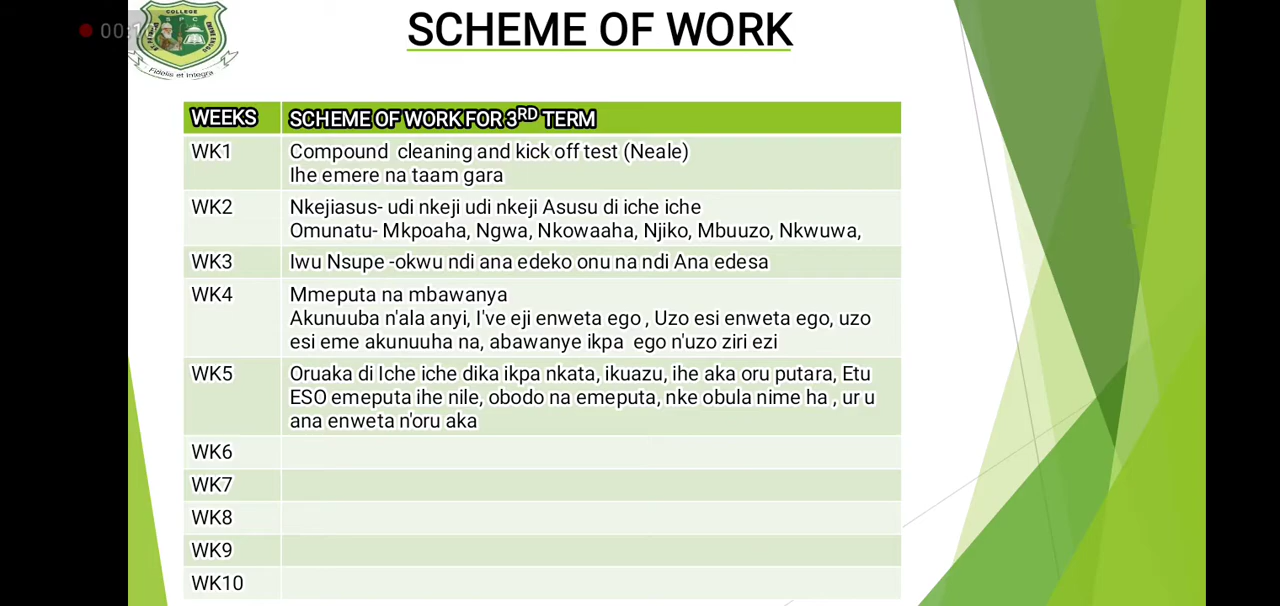 COLLEGE
S P C
Fidelis et Integra
SCHEME OF WORK
WEEKS SCHEME OF WORK FOR 3RD TERM
WK1 Compound cleaning and kick off test (Neale)
Ihe emere na taam gara
WK2 Nkejiasus- udi nkeji udi nkeji Asusu di iche iche
Omunatu- Mkpoaha, Ngwa, Nkowaaha, Njiko, Mbuuzo, Nkwuwa,
WK3 Iwu Nsupe -okwu ndi ana edeko onu na ndi Ana edesa
WK4 Mmeputa na mbawanya
Akunuuba n'ala anyi, I've eji enweta ego , Uzo esi enweta ego, uzo
esi eme akunuuha na, abawanye ikpa ego n'uzo ziri ezi
WK5 Oruaka di Iche iche dika ikpa nkata, ikuazu, ihe aka oru putara, Etu
ESO emeputa ihe nile, obodo na emeputa, nke obula nime ha , ur u
ana enweta n'oru aka
WK6
WK7
WK8
WK9
WK10